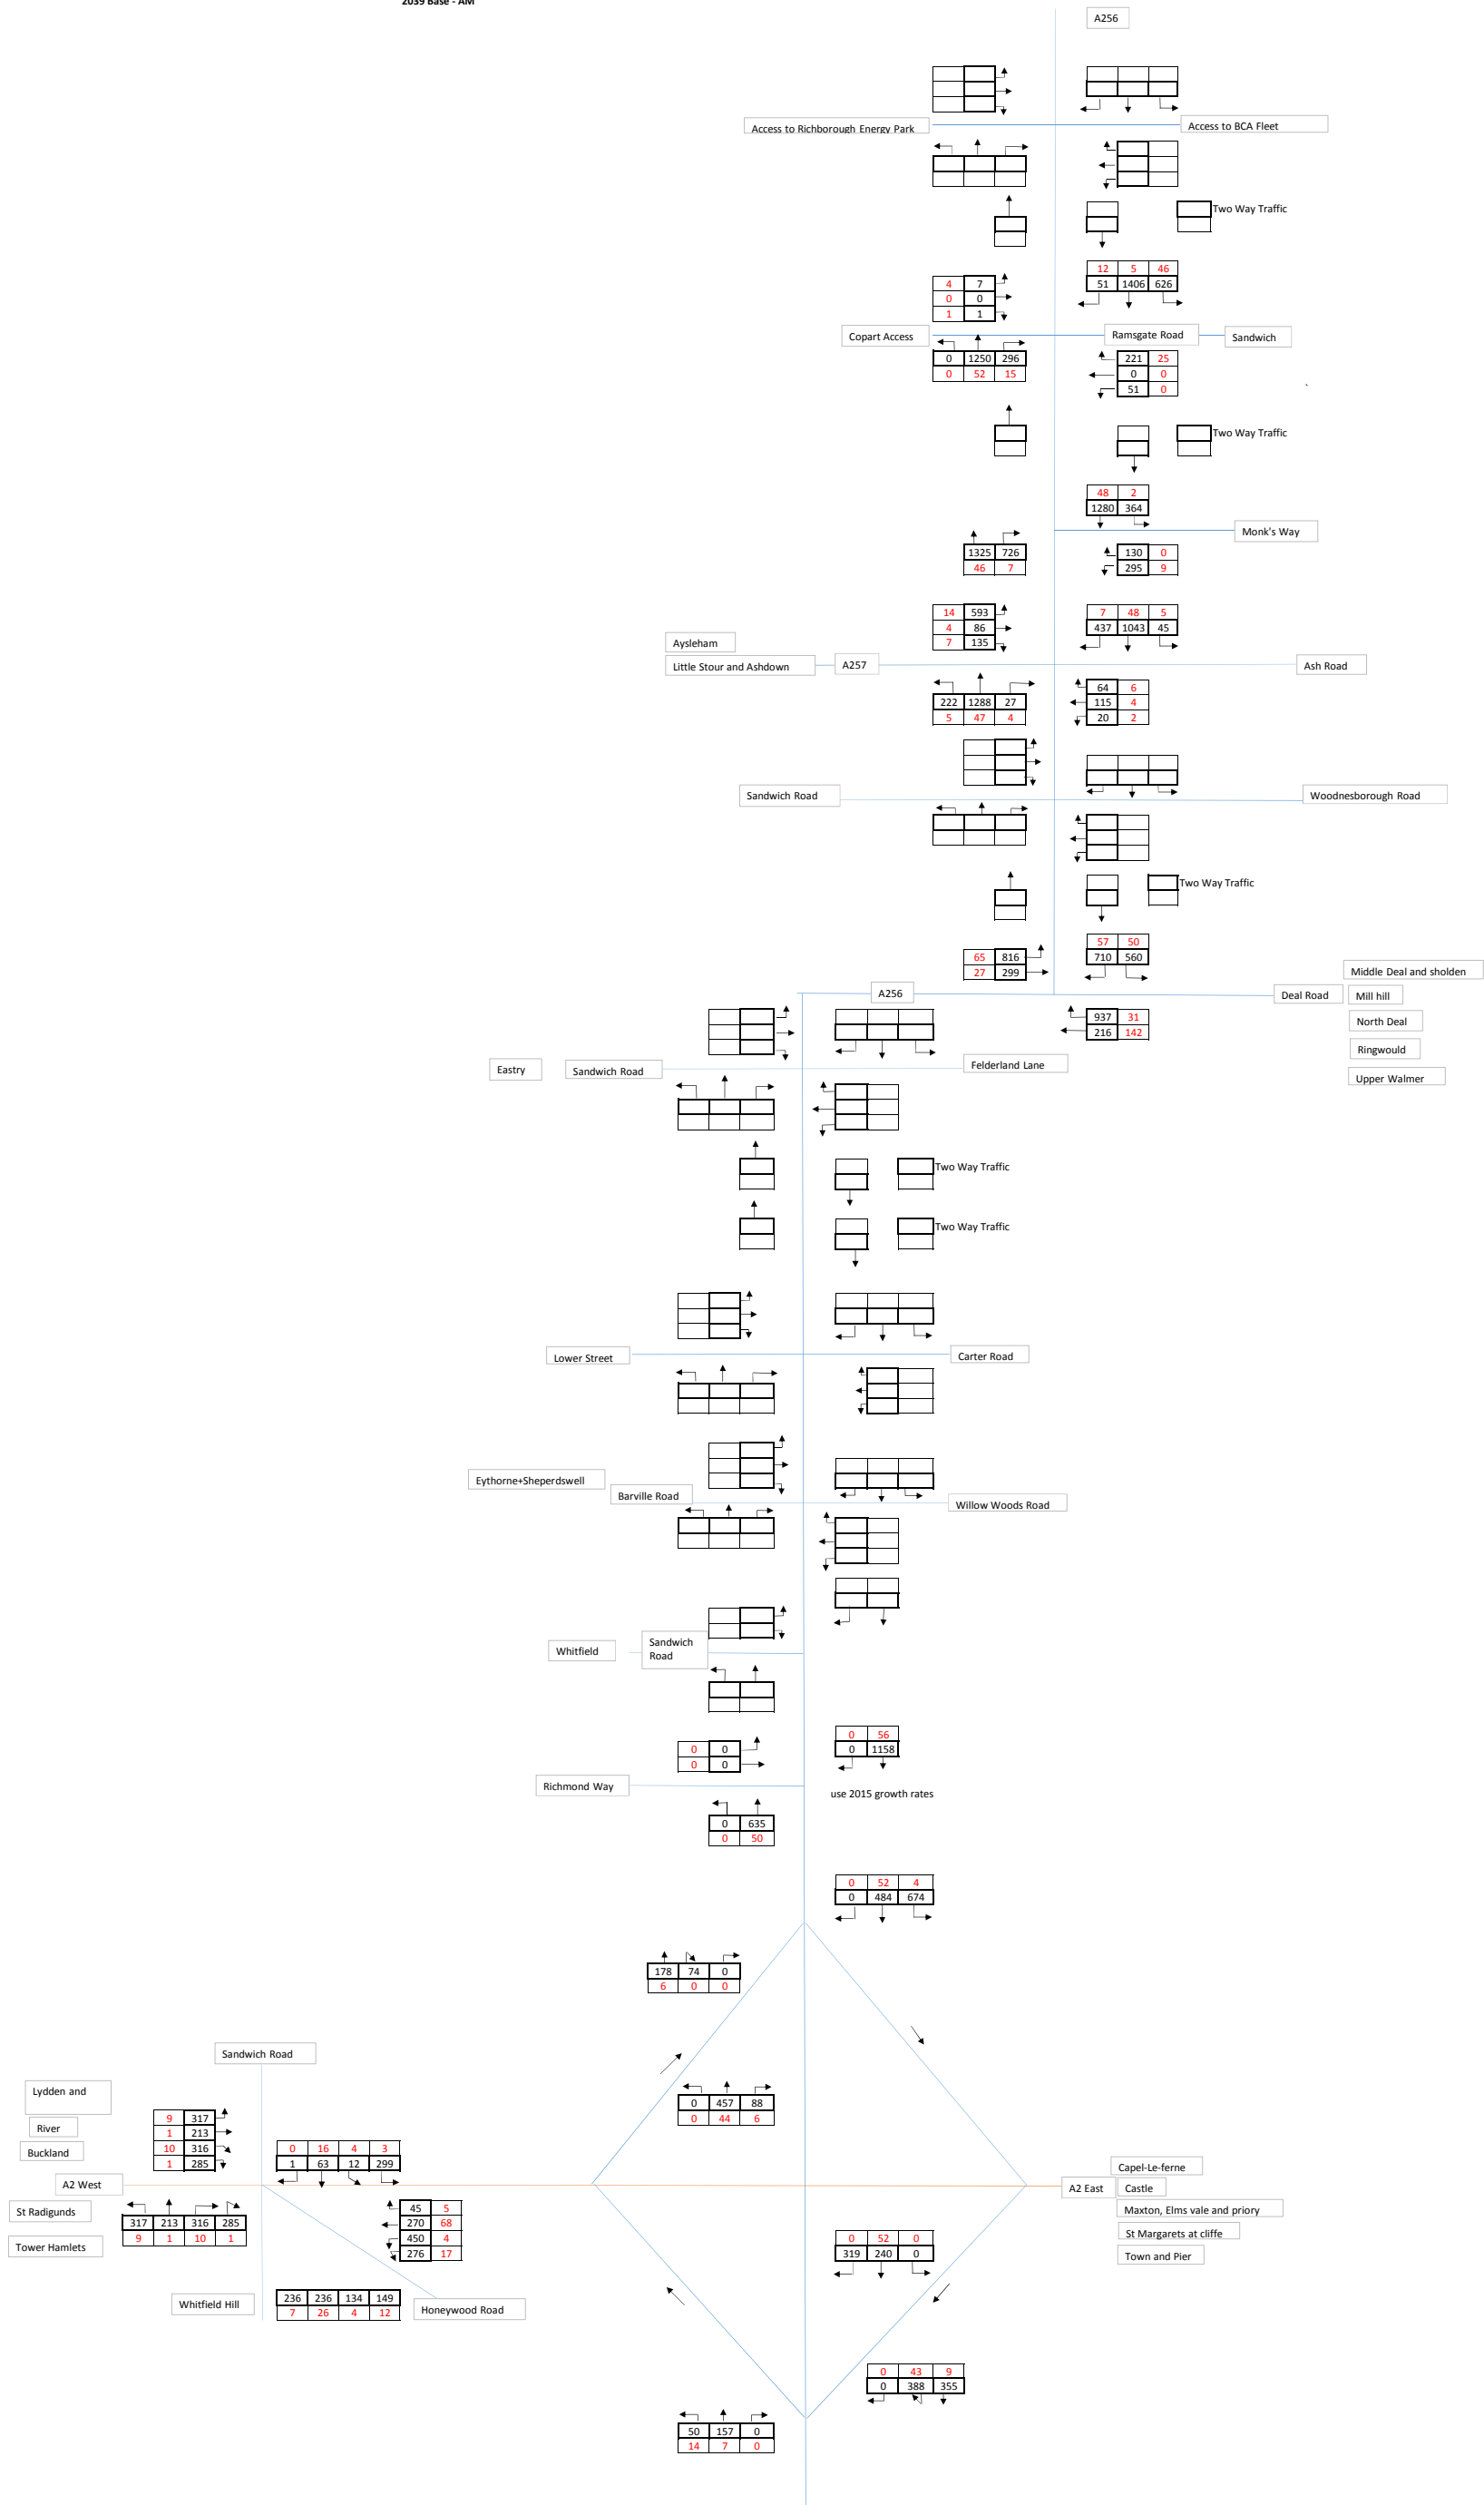 2039 Base - AM
A256
Access to Richborough Energy Park
Access to BCA Fleet
Two Way Traffic
12 5 46
51 1406 626
4 7
0 0
1 1
Copart Access
Ramsgate Road
Sandwich
0 1250 296
0 52 15
221 25
0 0
51 0
Two Way Traffic
48 2
1280 364
Monk's Way
1325 726
46 7
130 0
295 9
14 593
4 86
7 135
7 48 5
437 1043 45
Aysleham
Little Stour and Ashdown
A257
Ash Road
222 1288 27
5 47 4
64 6
115 4
20 2
Sandwich Road
Woodnesborough Road
Two Way Traffic
57 50
710 560
65 816
27 299
Middle Deal and sholden
A256
Deal Road
Mill hill
937 31
216 142
North Deal
Ringwould
Eastry
Sandwich Road
Felderland Lane
Upper Walmer
Two Way Traffic
Two Way Traffic
Lower Street
Carter Road
Eythorne+Sheperdswell
Barville Road
Willow Woods Road
Whitfield
Sandwich
Road
0 56
0 1158
0 0
0 0
Richmond Way
use 2015 growth rates
0 635
0 50
0 52 4
0 484 674
178 74 0
6 0 0
Sandwich Road
Lydden and
River
Buckland
9 317
1 213
10 316
1 285
0 16 4 3
1 63 12 299
0 457 88
0 44 6
A2 West
A2 East
Capel-Le-ferne
Castle
Maxton, Elms vale and priory
St Margarets at cliffe
Town and Pier
St Radigunds
Tower Hamlets
317 213 316 285
9 1 10 1
45 5
270 68
450 4
276 17
0 52 0
319 240 0
Whitfield Hill
236 236 134 149
7 26 4 12
Honeywood Road
0 43 9
0 388 355
50 157 0
14 7 0